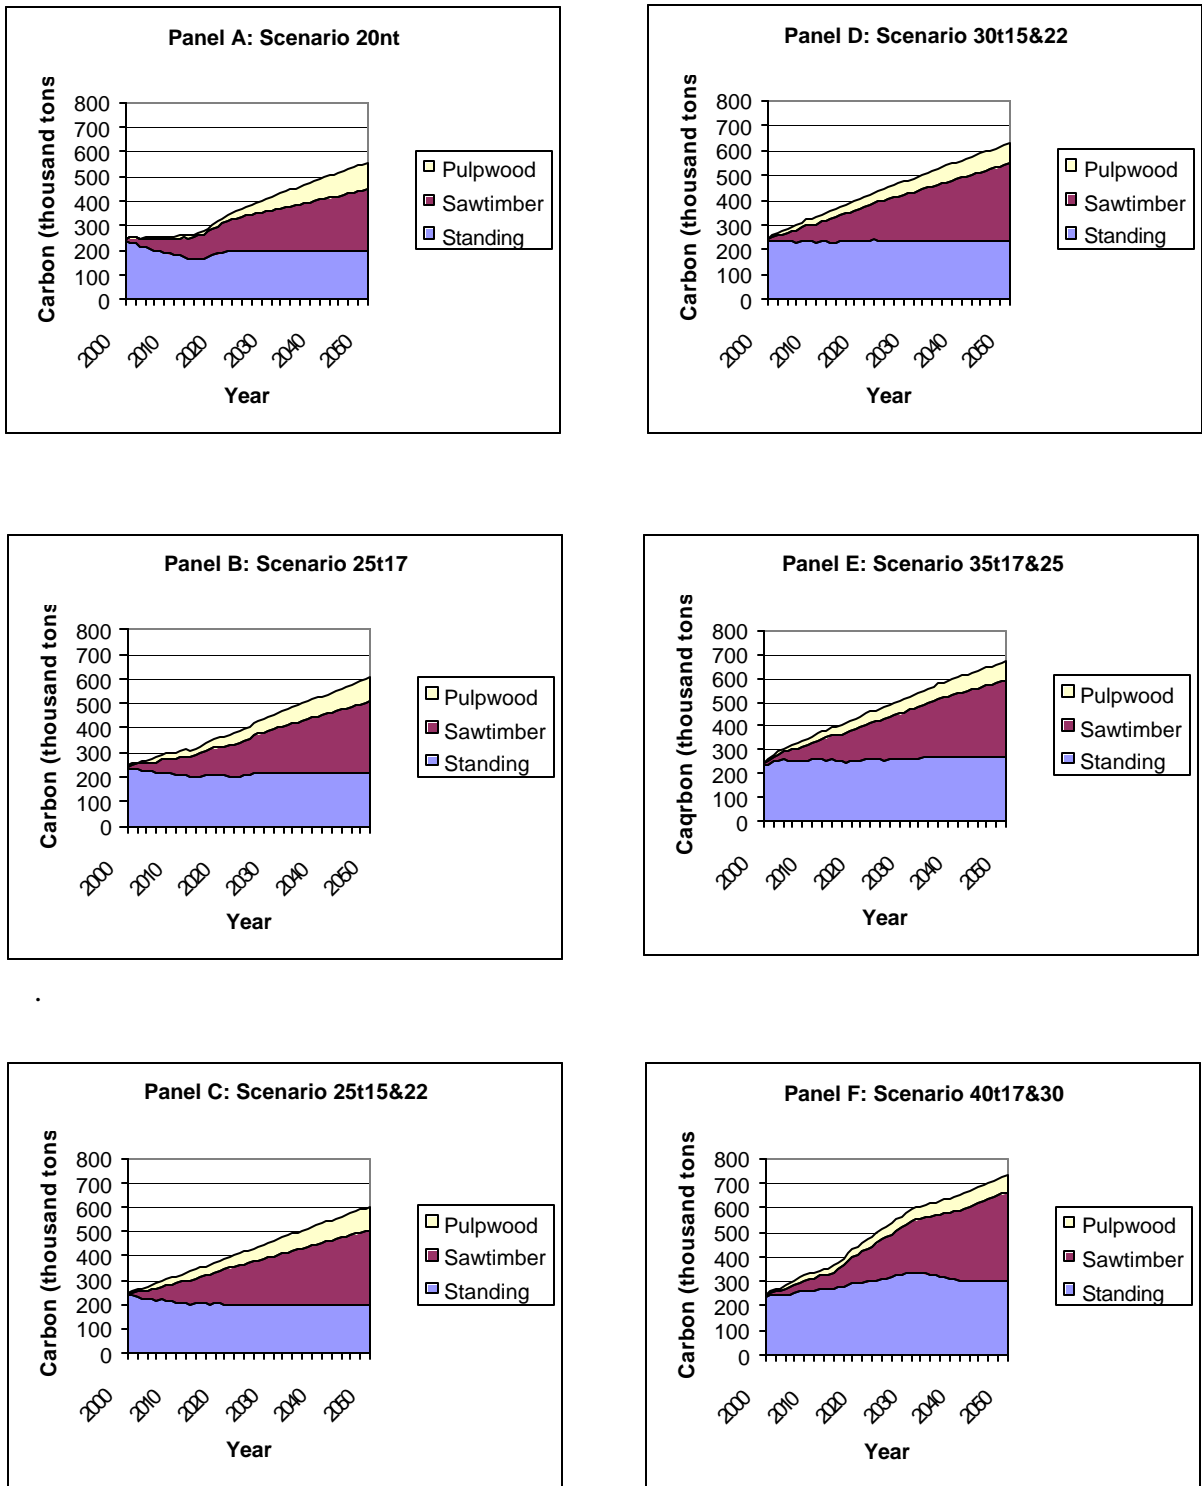 Panel A: Scenario 20nt
Carbon (thousand tons
800
700
600
500
400
300
200
100
0
2000 2010 2020 2030 2040 2050
Year
Pulpwood
Sawtimber
Standing
Panel D: Scenario 30t15&22
Carbon (thousand tons
800
700
600
500
400
300
200
100
0
2000 2010 2020 2030 2040 2050
Year
Pulpwood
Sawtimber
Standing
Panel B: Scenario 25t17
Carbon (thousand tons
800
700
600
500
400
300
200
100
0
2000 2010 2020 2030 2040 2050
Year
Pulpwood
Sawtimber
Standing
Panel E: Scenario 35t17&25
Caqrbon (thousand tons
800
700
600
500
400
300
200
100
0
2000 2010 2020 2030 2040 2050
Year
Pulpwood
Sawtimber
Standing
.
Panel C: Scenario 25t15&22
Carbon (thousand tons
800
700
600
500
400
300
200
100
0
2000 2010 2020 2030 2040 2050
Year
Pulpwood
Sawtimber
Standing
Panel F: Scenario 40t17&30
Carbon (thousand tons
800
700
600
500
400
300
200
100
0
2000 2010 2020 2030 2040 2050
Year
Pulpwood
Sawtimber
Standing